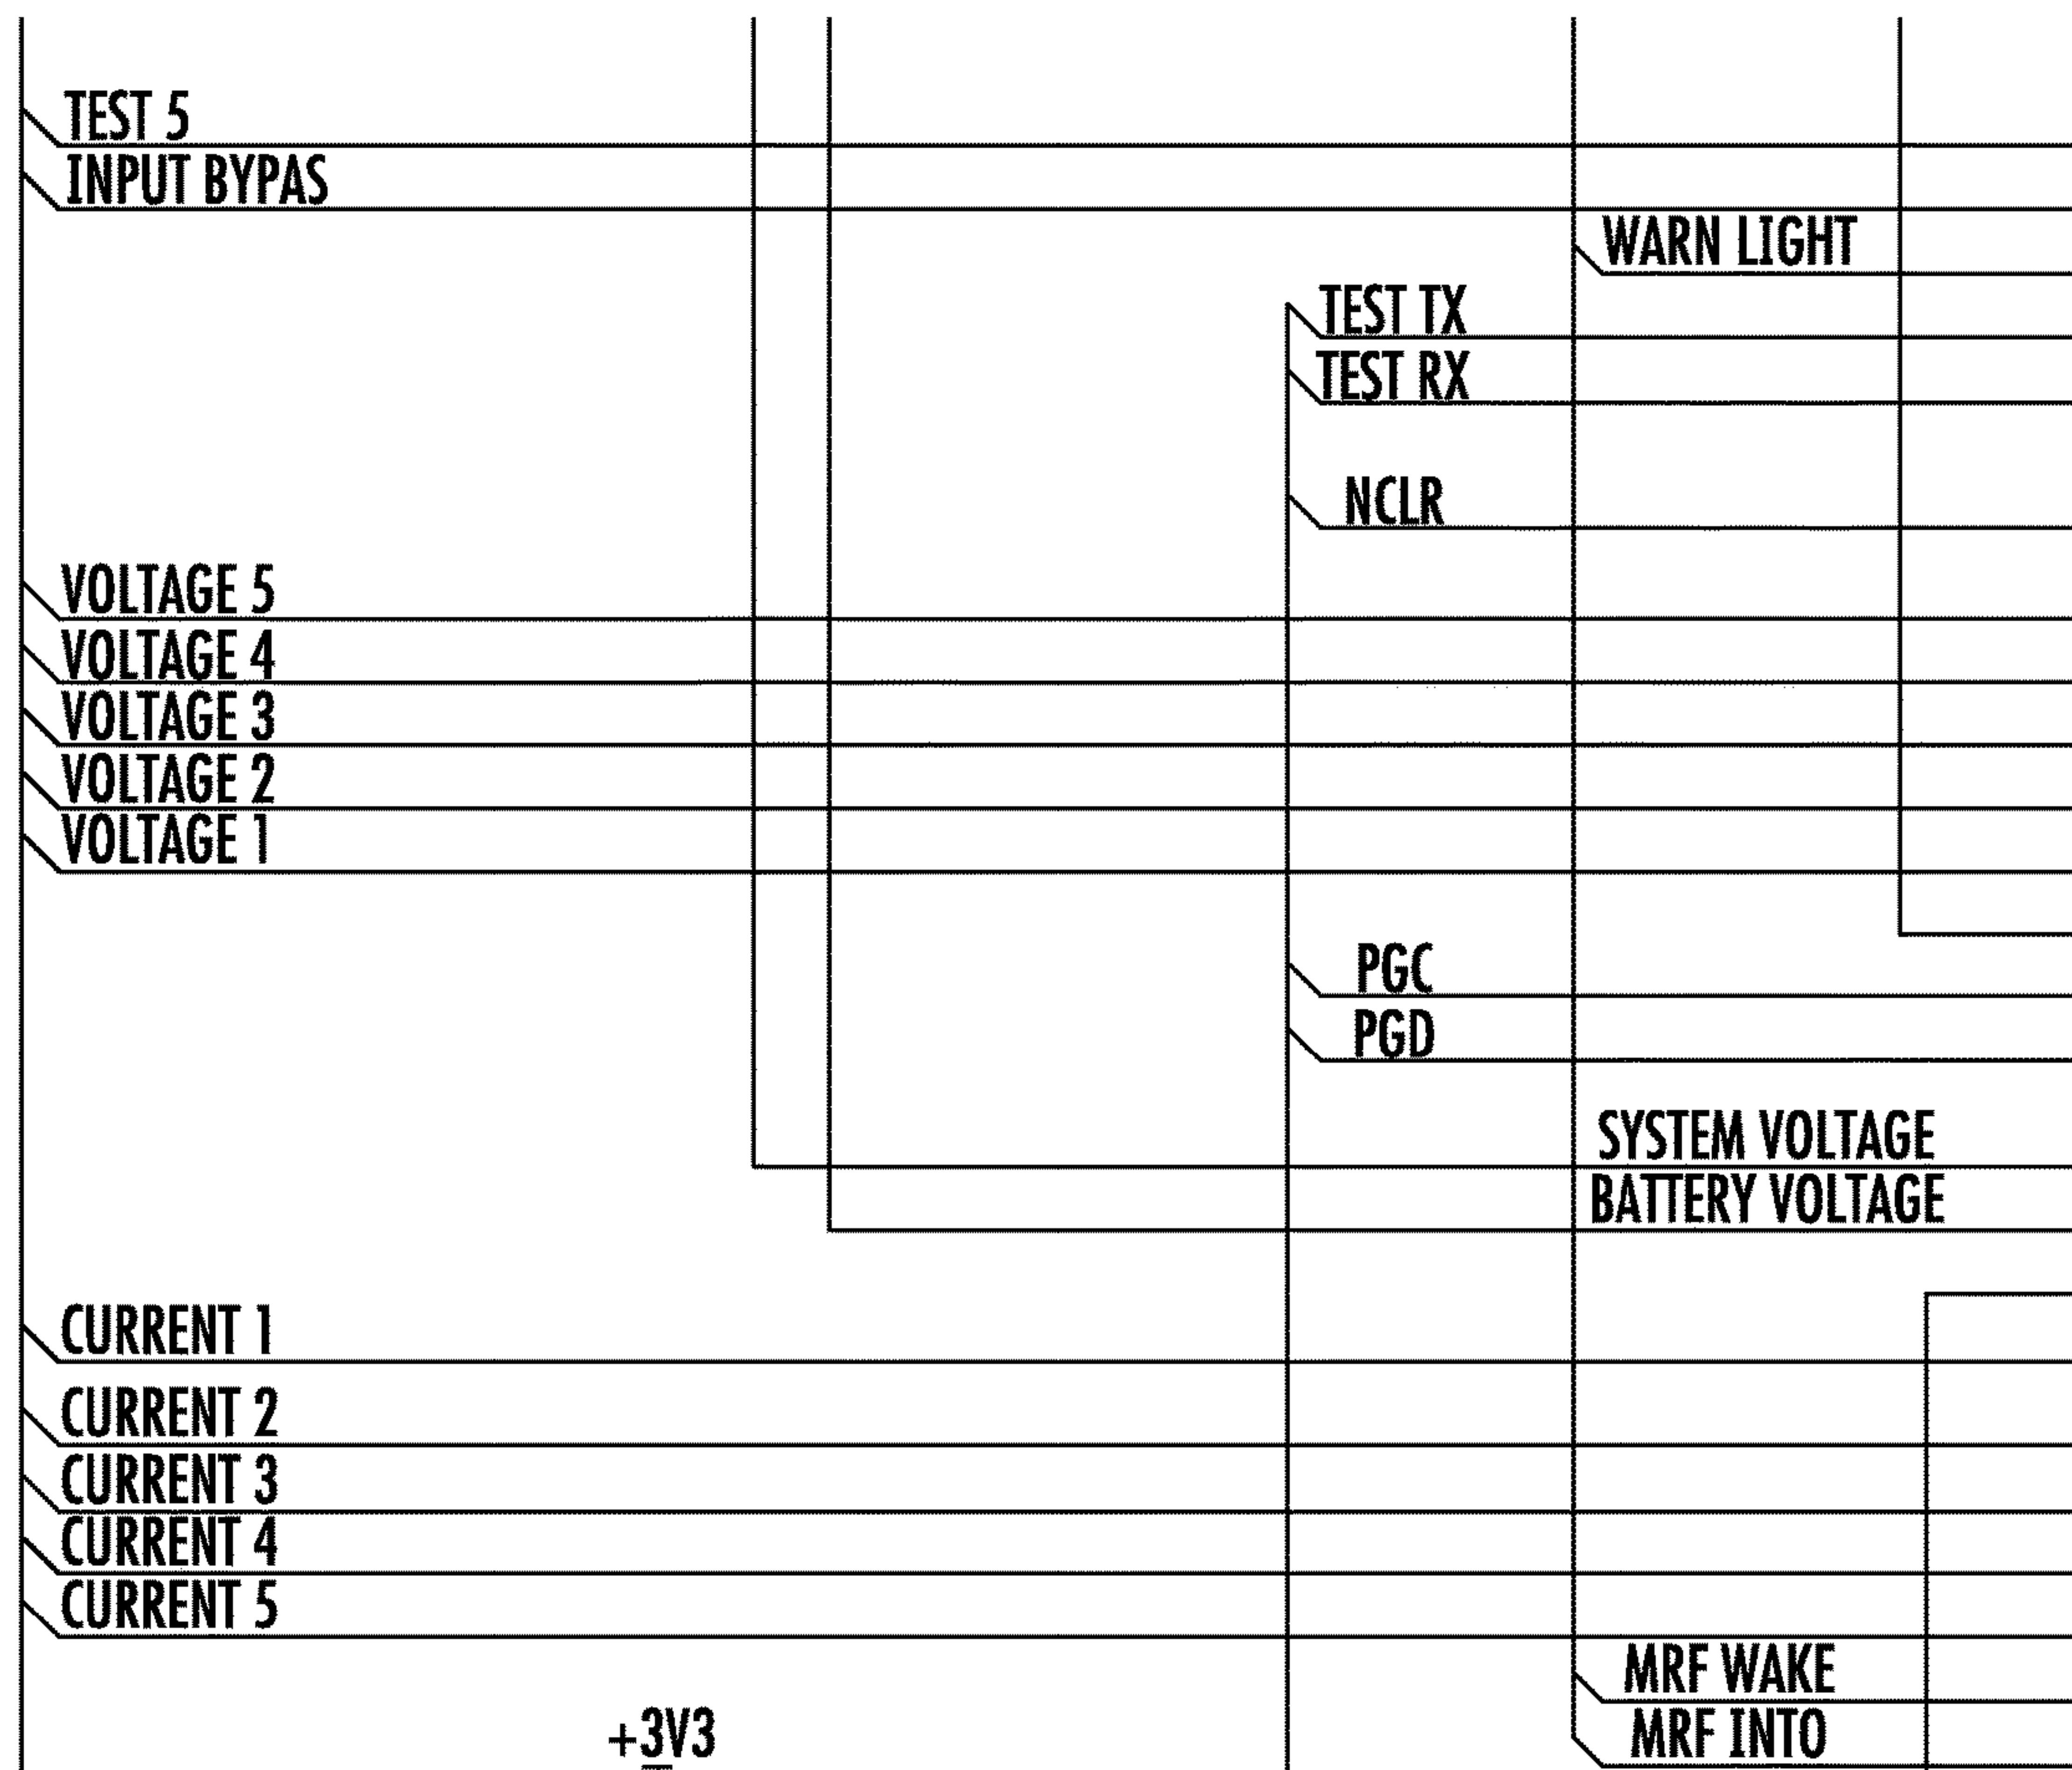 TEST 5
INPUT BYPAS
WARN LIGHT
TEST TX
TEST RX
NCLR
VOLTAGE 5
VOLTAGE 4
VOLTAGE 3
VOLTAGE 2
VOLTAGE 1
PGC
PGD
SYSTEM VOLTAGE
BATTERY VOLTAGE
CURRENT 1
CURRENT 2
CURRENT 3
CURRENT 4
CURRENT 5
MRF WAKE
MRF INTO
+3V3